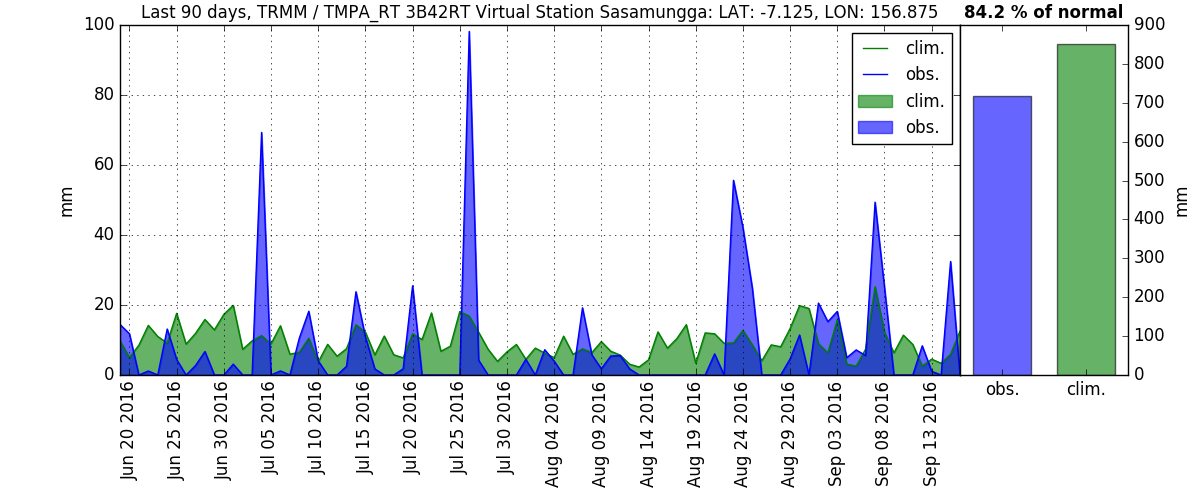 Last 90 days, TRMM / TMPA_RT 3B42RT Virtual Station Sasamungga: LAT: -7.125, LON: 156.875
84.2 % of normal
100
80
60
40
20
0
mm
clim.
obs.
clim.
obs.
900
800
700
600
500
400
300
200
100
0
mm
Jun 20 2016
Jun 25 2016
Jun 30 2016
Jul 05 2016
Jul 10 2016
Jul 15 2016
Jul 20 2016
Jul 25 2016
Jul 30 2016
Aug 04 2016
Aug 09 2016
Aug 14 2016
Aug 19 2016
Aug 24 2016
Aug 29 2016
Sep 03 2016
Sep 08 2016
Sep 13 2016
obs.
clim.